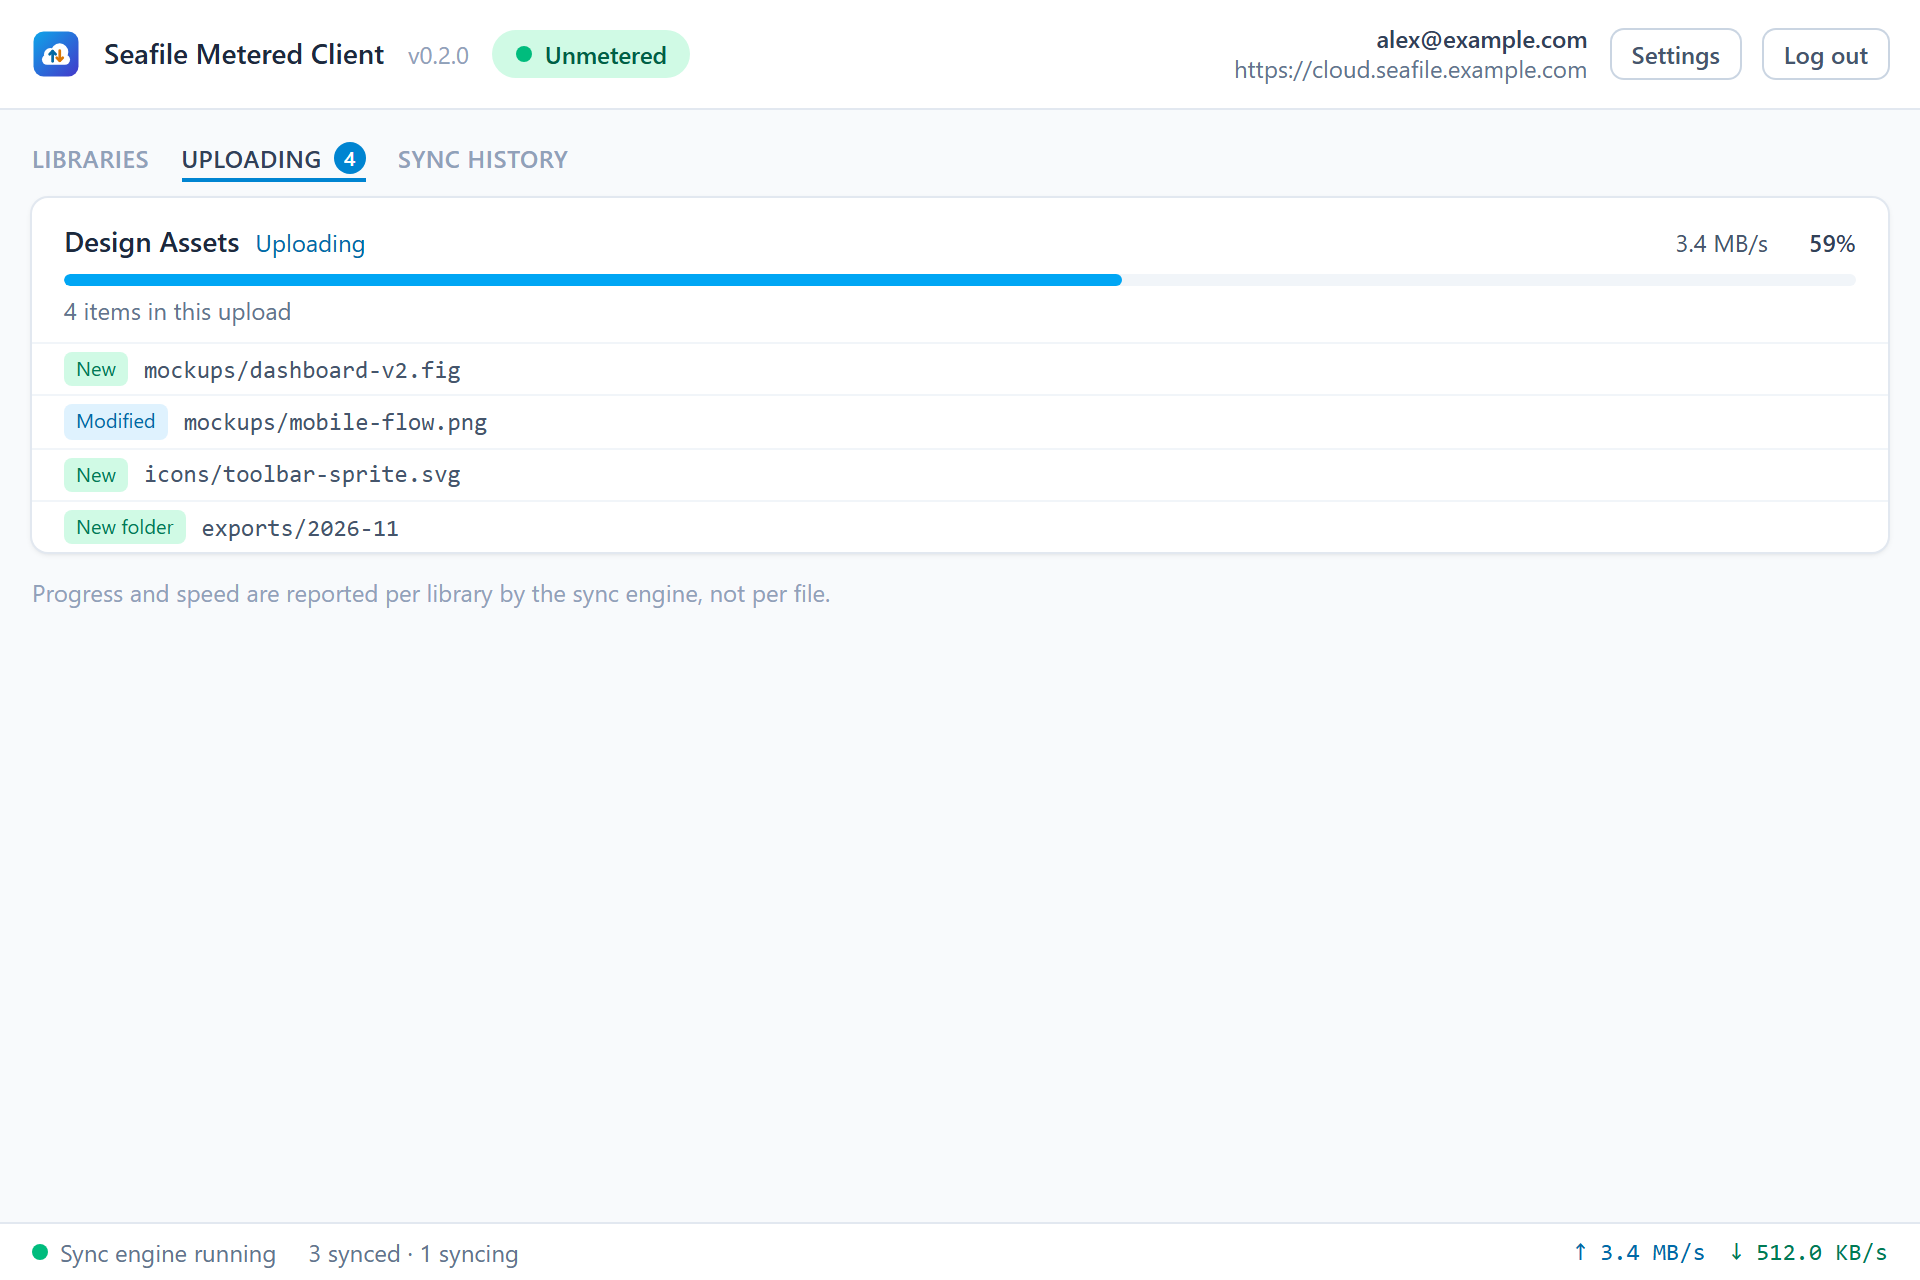 Seafile Metered Client v0.2.0 Unmetered
alex@example.com
https://cloud.seafile.example.com
Settings
Log out
LIBRARIES UPLOADING 4 SYNC HISTORY
Design Assets Uploading 3.4 MB/s 59%
4 items in this upload
New mockups/dashboard-v2.fig
Modified mockups/mobile-flow.png
New icons/toolbar-sprite.svg
New folder exports/2026-11
Progress and speed are reported per library by the sync engine, not per file.
Sync engine running 3 synced · 1 syncing ↑ 3.4 MB/s ↓ 512.0 KB/s